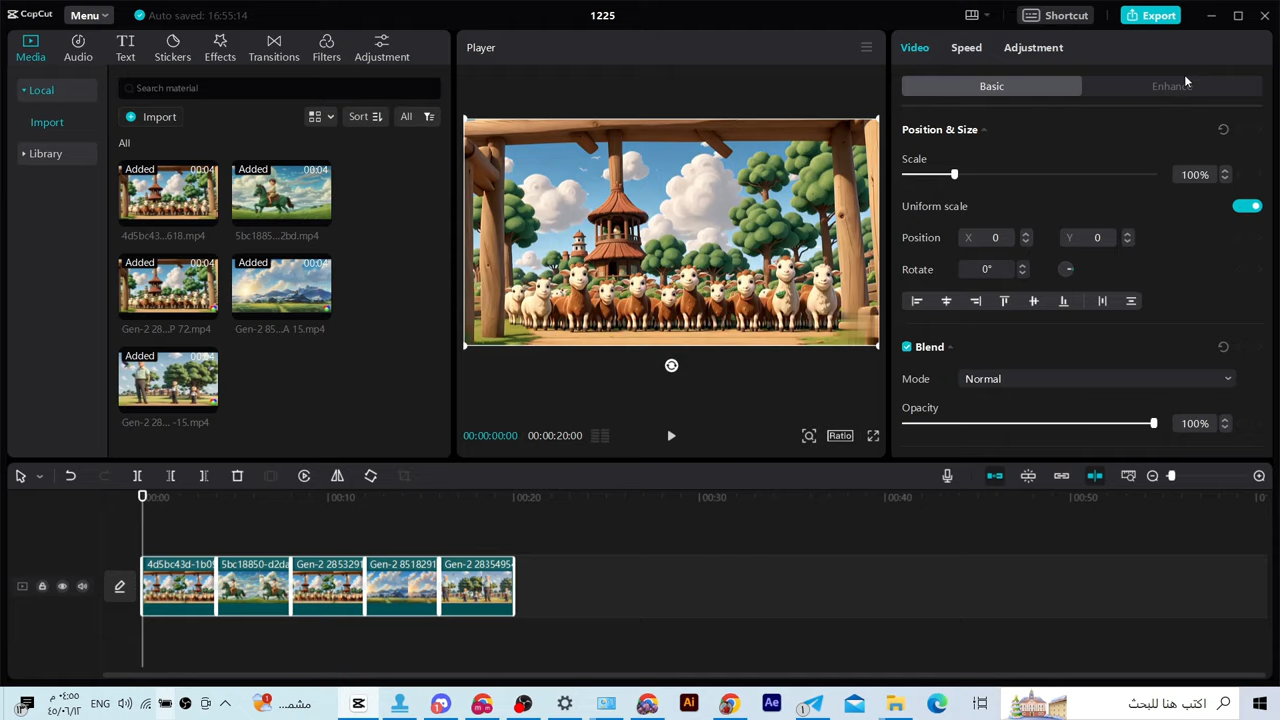 CapCut
Menu
Auto saved: 16:55:14
1225
Shortcut
Export
Media
Audio
Text
Stickers
Effects
Transitions
Filters
Adjustment
Local
Import
Library
Search material
Import
Sort
All
All
Added 00:04
4d5bc43...618.mp4
Added 00:04
5bc1885...2bd.mp4
Added 00:04
Gen-2 28...P 72.mp4
Added 00:04
Gen-2 85...A 15.mp4
Added 00:04
Gen-2 28... -15.mp4
Player
00:00:00:00
00:00:20:00
Ratio
Video
Speed
Adjustment
Basic
Enhance
Position & Size
Scale
100%
Uniform scale
Position
X 0
Y 0
Rotate
0°
Blend
Mode
Normal
Opacity
100%
00:00
00:10
00:20
00:30
00:40
00:50
4d5bc43d-1b0
5bc18850-d2da
Gen-2 2853291
Gen-2 8518291
Gen-2 2835495
٤:٥٥ م
ENG
مشم...
Ai
Ae
اكتب هنا للبحث